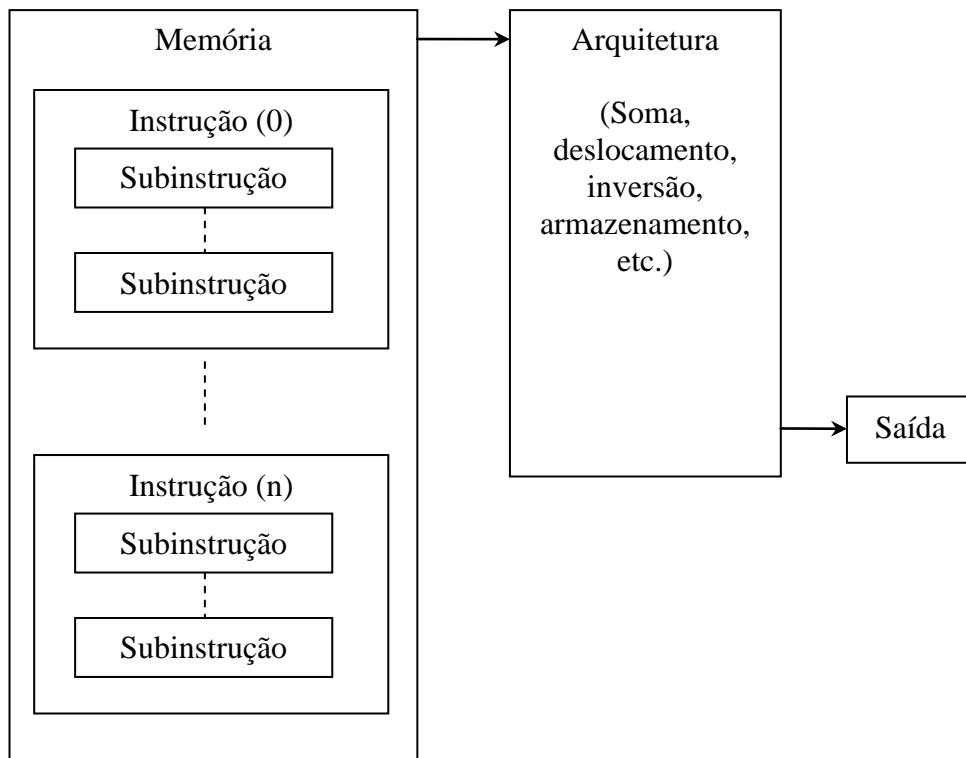 Memória
Instrução (0)
Subinstrução
Subinstrução
Instrução (n)
Subinstrução
Subinstrução
Arquitetura
(Soma,
deslocamento,
inversão,
armazenamento,
etc.)
Saída